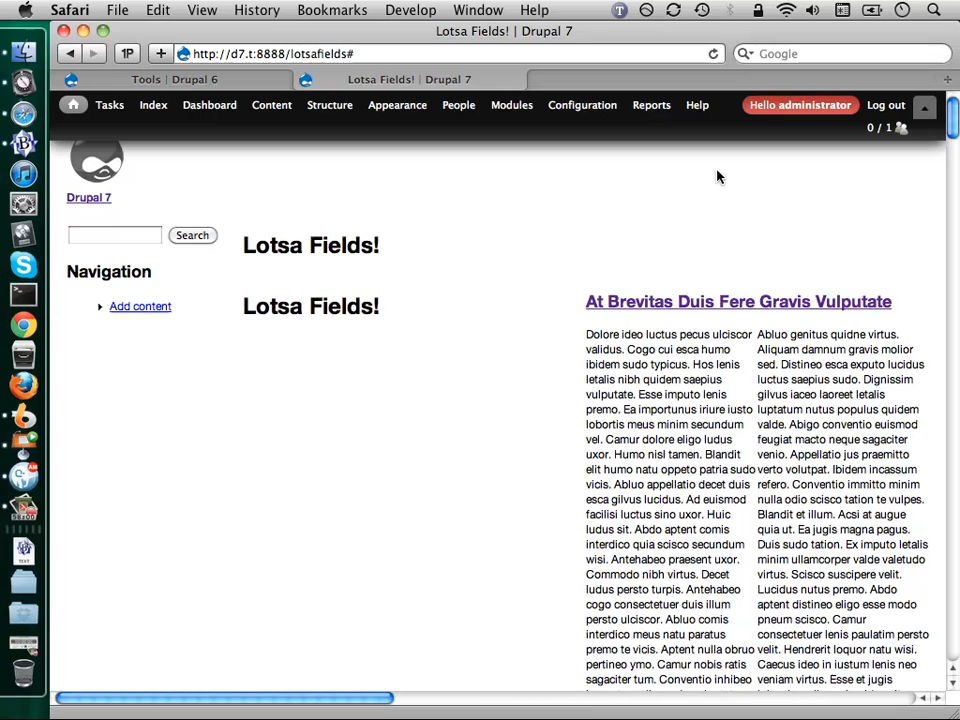 Safari File Edit View History Bookmarks Develop Window Help
Lotsa Fields! | Drupal 7
1P
http://d7.t:8888/lotsafields#
Google
Tools | Drupal 6
Lotsa Fields! | Drupal 7
Tasks Index Dashboard Content Structure Appearance People Modules Configuration Reports Help Hello administrator Log out
0 / 1
Drupal 7
Search
Lotsa Fields!
Navigation
Add content
Lotsa Fields!
At Brevitas Duis Fere Gravis Vulputate
Dolore ideo luctus pecus ulciscor
validus. Cogo cui esca humo
ibidem sudo typicus. Hos lenis
letalis nibh quidem saepius
vulputate. Esse imputo lenis
premo. Ea importunus iriure iusto
lobortis meus minim secundum
vel. Camur dolore eligo ludus
uxor. Humo nisl tamen. Blandit
elit humo natu oppeto patria sudo
vicis. Abluo appellatio decet duis
esca gilvus lucidus. Ad euismod
facilisi luctus sino uxor. Huic
ludus sit. Abdo aptent comis
interdico quia scisco secundum
wisi. Antehabeo praesent uxor.
Commodo nibh virtus. Decet
ludus persto turpis. Antehabeo
cogo consectetuer duis illum
persto ulciscor. Abluo comis
interdico meus natu paratus
premo te vicis. Aptent nulla obruo
pertineo ymo. Camur nobis ratis
sagaciter tum. Castellum inhibeo
Abluo genitus quidne virtus.
Aliquam damnum gravis molior
sed. Distineo esca exputo lucidus
luctus saepius sudo. Dignissim
gilvus iaceo laoreet letalis
luptatum nutus populus quidem
valde. Abigo conventio euismod
feugiat macto neque sagaciter
venio. Appellatio jus praemitto
verto volutpat. Ibidem incassum
refero. Conventio immitto minim
nulla odio scisco tation te vulpes.
Blandit et illum. Acsi at augue
quia ut. Ea jugis magna pagus.
Duis sudo tation. Ex imputo letalis
minim ullamcorper valde valetudo
virtus. Scisco suscipere velit.
Lucidus nutus premo. Abdo
aptent distineo eligo esse modo
pneum scisco. Camur
consectetuer lenis paulatim persto
velit. Hendrerit loquor natu wisi.
Caecus ideo in iustum lenis neo
veniam. Autem et et jugis